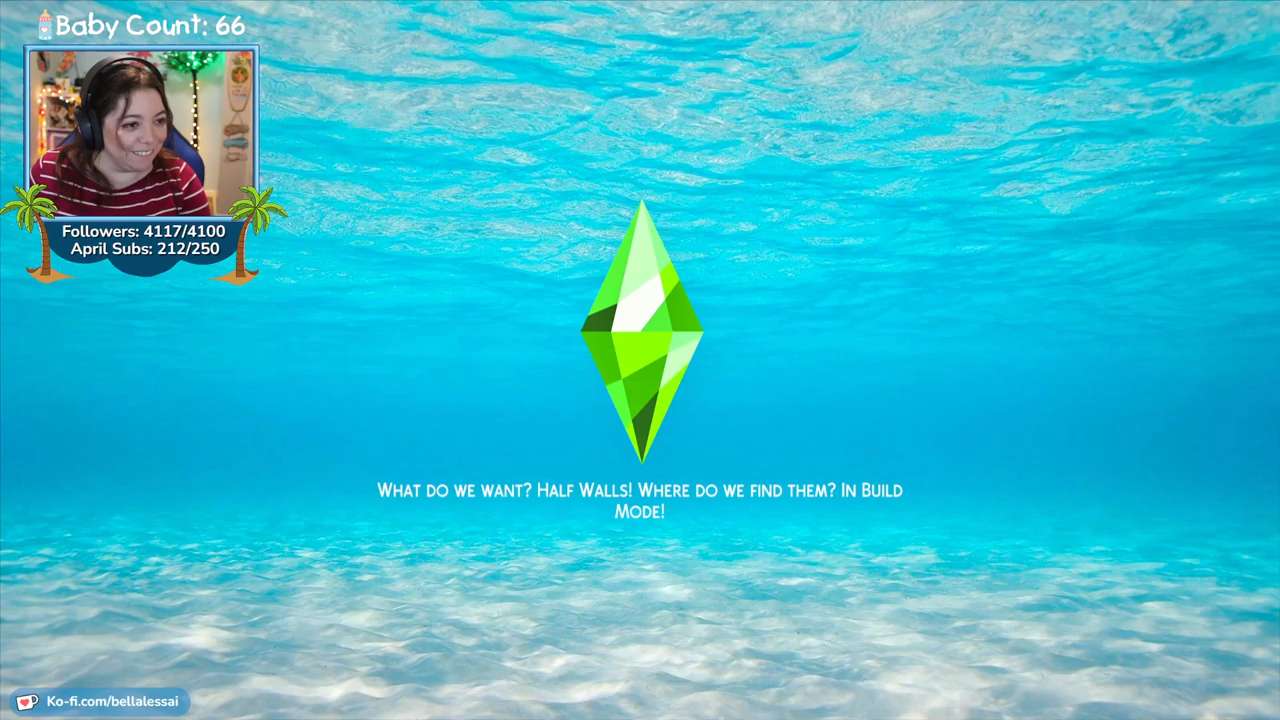 Baby Count: 66
Followers: 4117/4100
April Subs: 212/250
What do we want? Half Walls! Where do we find them? In Build
Mode!
Ko-fi.com/bellalessai